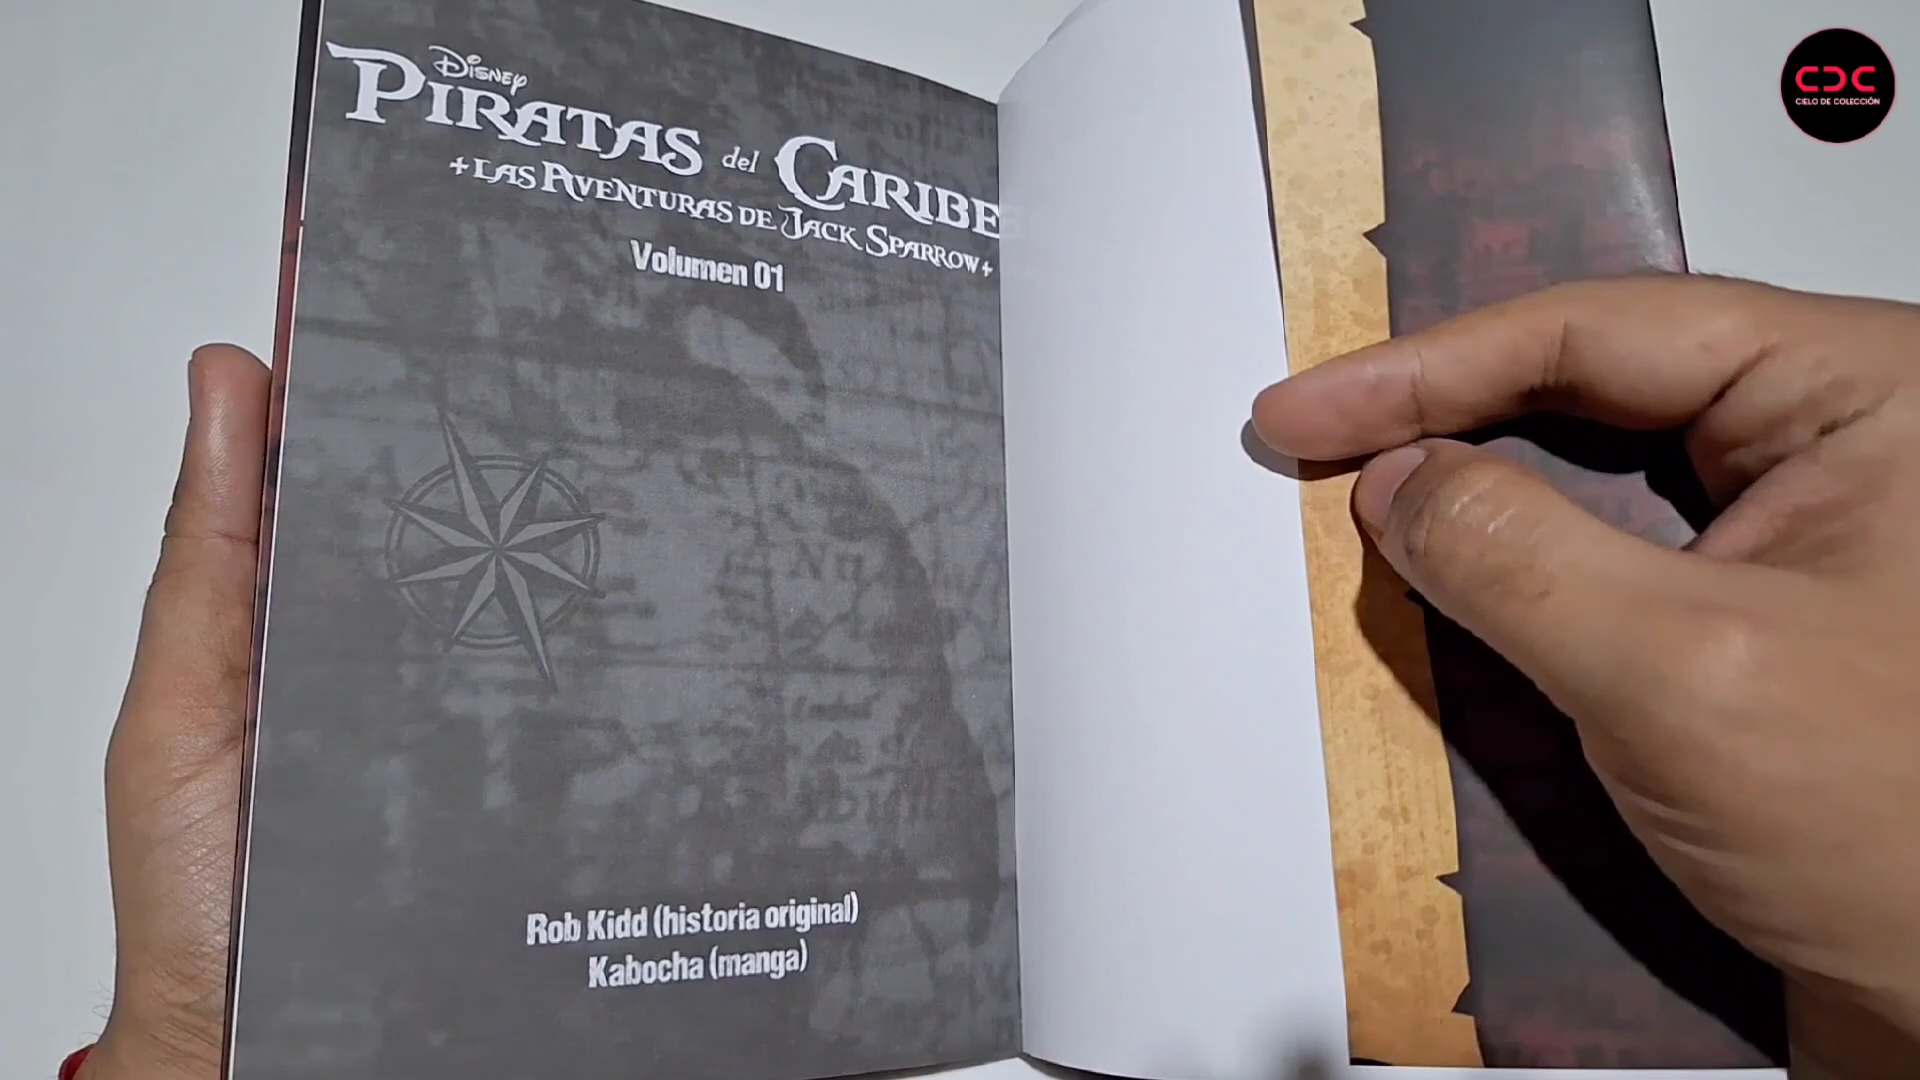 DISNEY
PIRATAS del CARIBE
+ LAS AVENTURAS DE JACK SPARROW +
Volumen 01
Rob Kidd (historia original)
Kabocha (manga)
CDC
CIELO DE COLECCIÓN